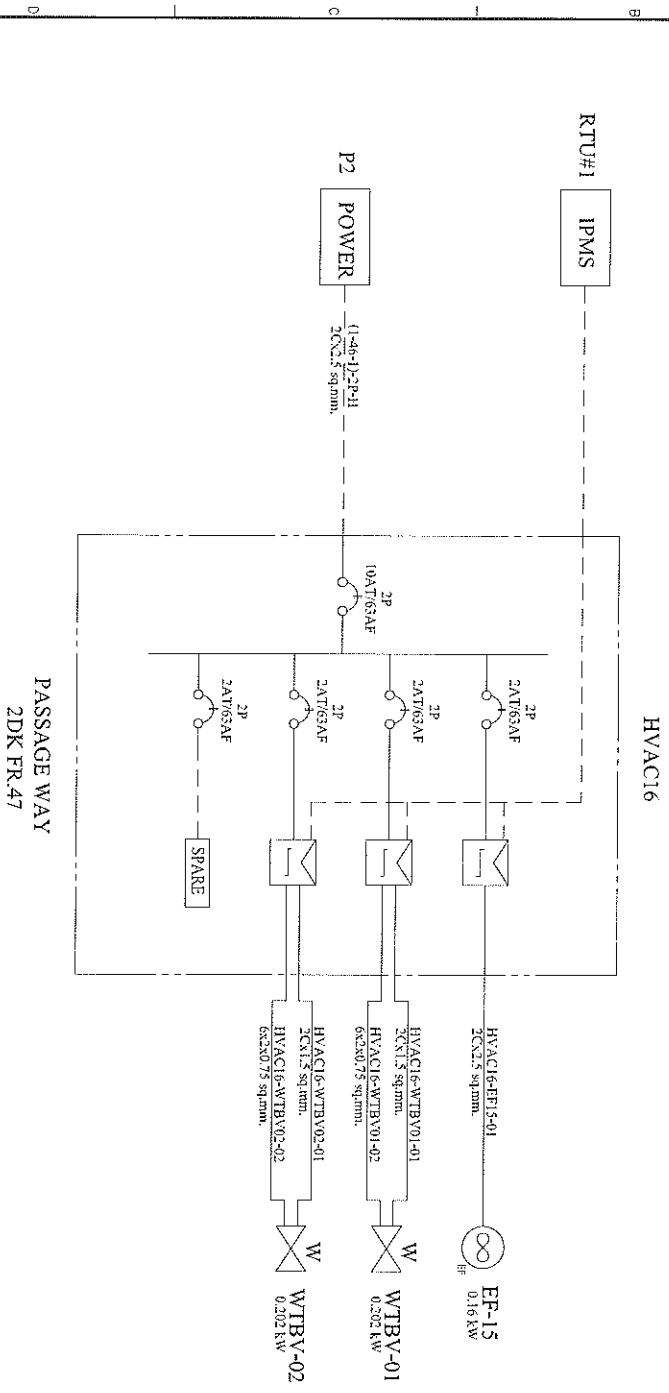 HVAC16
RTU#1
IPMS
P2
POWER
(1-46-1)-2P-H
2Cx2.5 sq.mm.
2P
10AT/63AF
2P
2AT/63AF
2P
2AT/63AF
2P
2AT/63AF
2P
2AT/63AF
SPARE
HVAC16-EF15-01
2Cx2.5 sq.mm.
EF
EF-15
0.16 kW
HVAC16-WTBV01-01
2Cx1.5 sq.mm.
HVAC16-WTBV01-02
6x2x0.75 sq.mm.
W
WTBV-01
0.202 kW
HVAC16-WTBV02-01
2Cx1.5 sq.mm.
HVAC16-WTBV02-02
6x2x0.75 sq.mm.
W
WTBV-02
0.202 kW
PASSAGE WAY
2DK FR.47
B
C
D